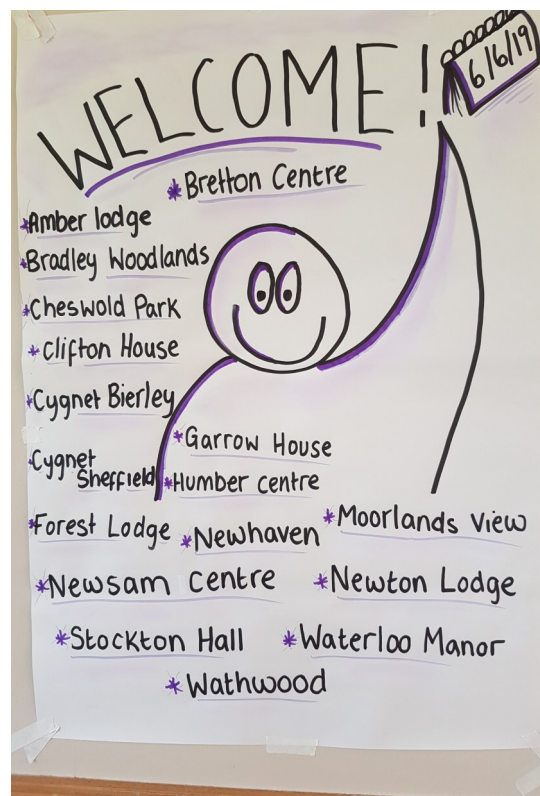 WELCOME!
6/6/19
* Bretton Centre
* Amber lodge
* Bradley Woodlands
* Cheswold Park
* Clifton House
* Cygnet Bierley
* Garrow House
* Cygnet
Sheffield
* Humber centre
* Forest Lodge
* Newhaven
* Moorlands View
* Newsam Centre
* Newton Lodge
* Stockton Hall
* Waterloo Manor
* Wathwood